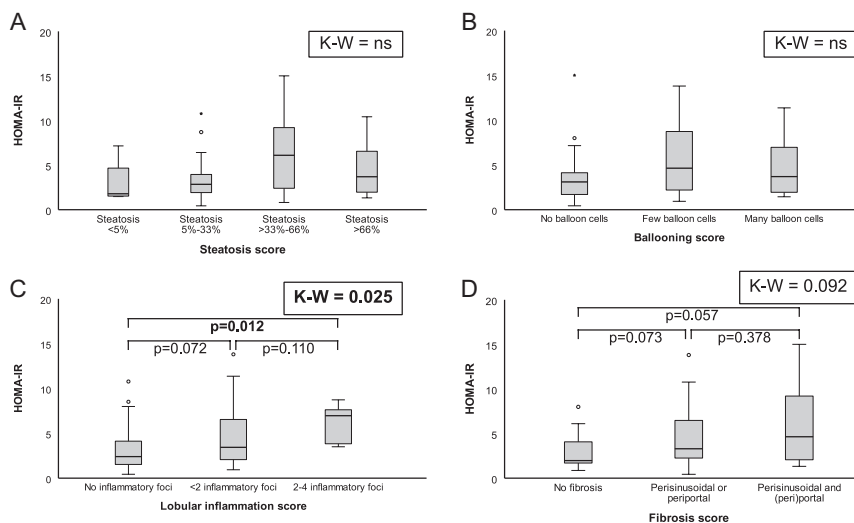 A
K-W = ns
20
15
10
5
0
HOMA-IR
Steatosis <5%
Steatosis 5%-33%
Steatosis >33%-66%
Steatosis >66%
Steatosis score
B
K-W = ns
20
15
10
5
0
HOMA-IR
No balloon cells
Few balloon cells
Many balloon cells
Ballooning score
C
K-W = 0.025
p=0.012
p=0.072
p=0.110
20
15
10
5
0
HOMA-IR
No inflammatory foci
<2 inflammatory foci
2-4 inflammatory foci
Lobular inflammation score
D
K-W = 0.092
p=0.057
p=0.073
p=0.378
20
15
10
5
0
HOMA-IR
No fibrosis
Perisinusoidal or
periportal
Perisinusoidal and
(peri)portal
Fibrosis score